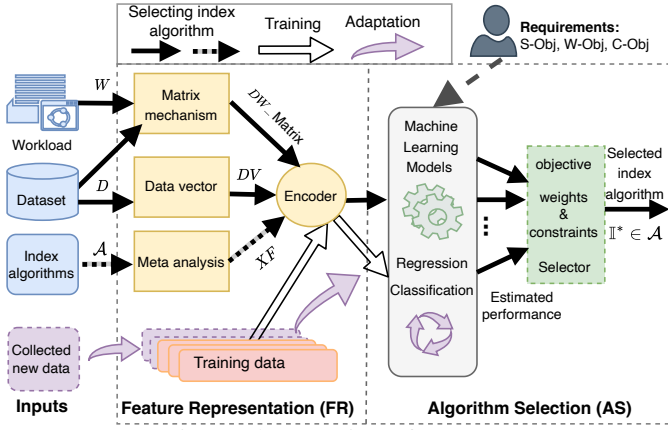 Selecting index
algorithm
Training
Adaptation
Requirements:
S-Obj, W-Obj, C-Obj
W
Workload
Matrix
mechanism
DW_Matrix
Machine
Learning
Models
D
Dataset
Data vector
DV
Encoder
objective
weights
&
constraints
Selector
Selected
index
algorithm
𝕀* ∈ 𝒜
Index
algorithms
𝒜
Meta analysis
XF
Regression
Classification
Estimated
performance
Collected
new data
Training data
Inputs
Feature Representation (FR)
Algorithm Selection (AS)